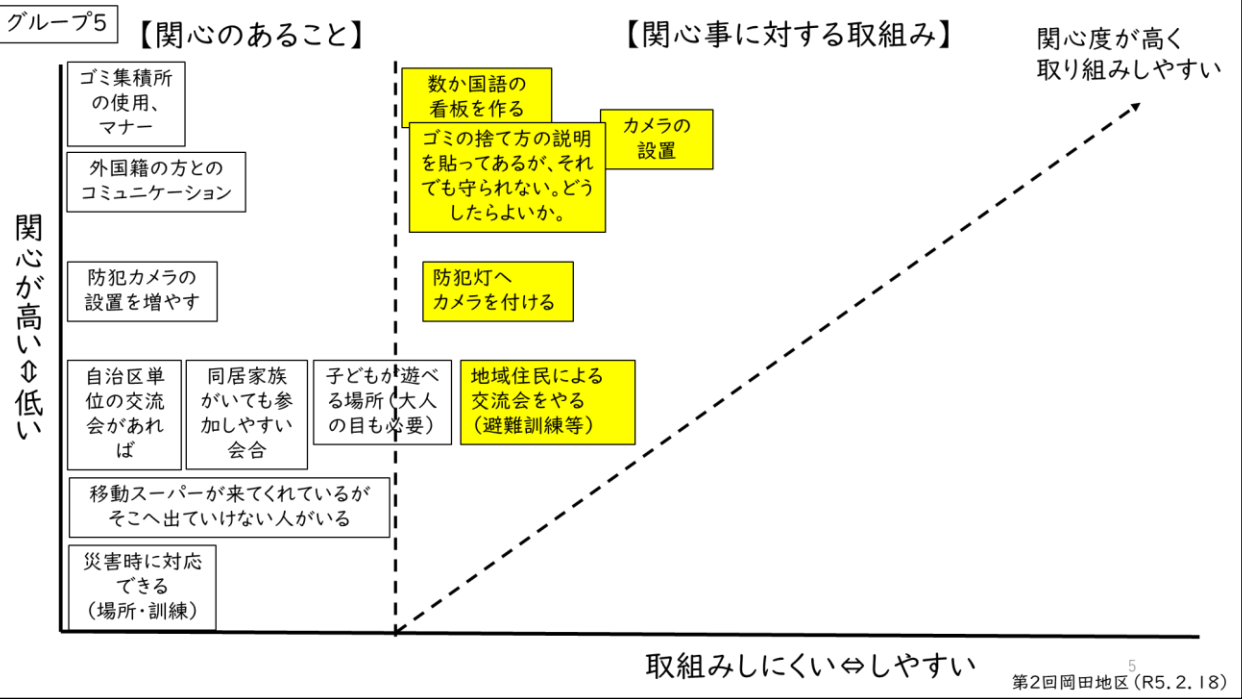 グループ5
【関心のあること】
【関心事に対する取組み】
関心度が高く
取り組みしやすい
ゴミ集積所
の使用、
マナー
数か国語の
看板を作る
カメラの
設置
ゴミの捨て方の説明
を貼ってあるが、それ
でも守られない。どう
したらよいか。
外国籍の方との
コミュニケーション
関心が高い⇔低い
防犯カメラの
設置を増やす
防犯灯へ
カメラを付ける
自治区単
位の交流
会があれ
ば
同居家族
がいても参
加しやすい
会合
子どもが遊べ
る場所(大人
の目も必要)
地域住民による
交流会をやる
(避難訓練等)
移動スーパーが来てくれているが
そこへ出ていけない人がいる
災害時に対応
できる
(場所・訓練)
取組みしにくい⇔しやすい
5
第2回岡田地区(R5.2.18)